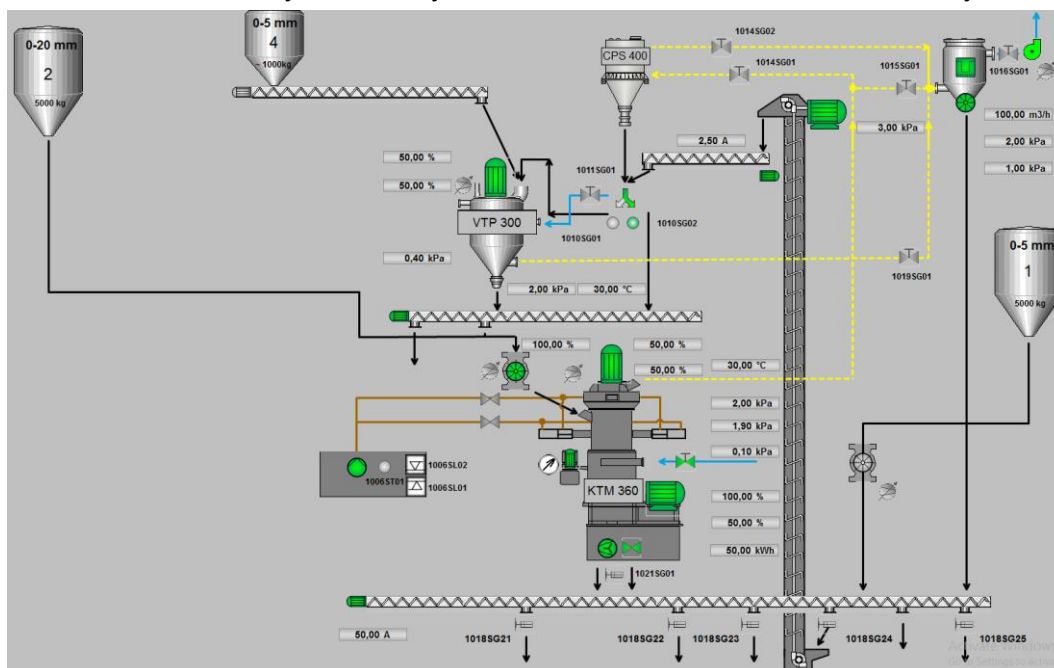 0-20 mm
2
5000 kg
0-5 mm
4
~ 1000kg
CPS 400
1014SG02
1014SG01
1015SG01
1016SG01
100,00 m3/h
2,00 kPa
1,00 kPa
3,00 kPa
2,50 A
50,00 %
50,00 %
1011SG01
VTP 300
1010SG01
1010SG02
0,40 kPa
1019SG01
0-5 mm
1
5000 kg
2,00 kPa
30,00 °C
100,00 %
50,00 %
50,00 %
30,00 °C
2,00 kPa
1,90 kPa
0,10 kPa
1006ST01
1006SL02
1006SL01
KTM 360
100,00 %
50,00 %
50,00 kWh
1021SG01
50,00 A
1018SG21
1018SG22
1018SG23
1018SG24
1018SG25
Activate Windows